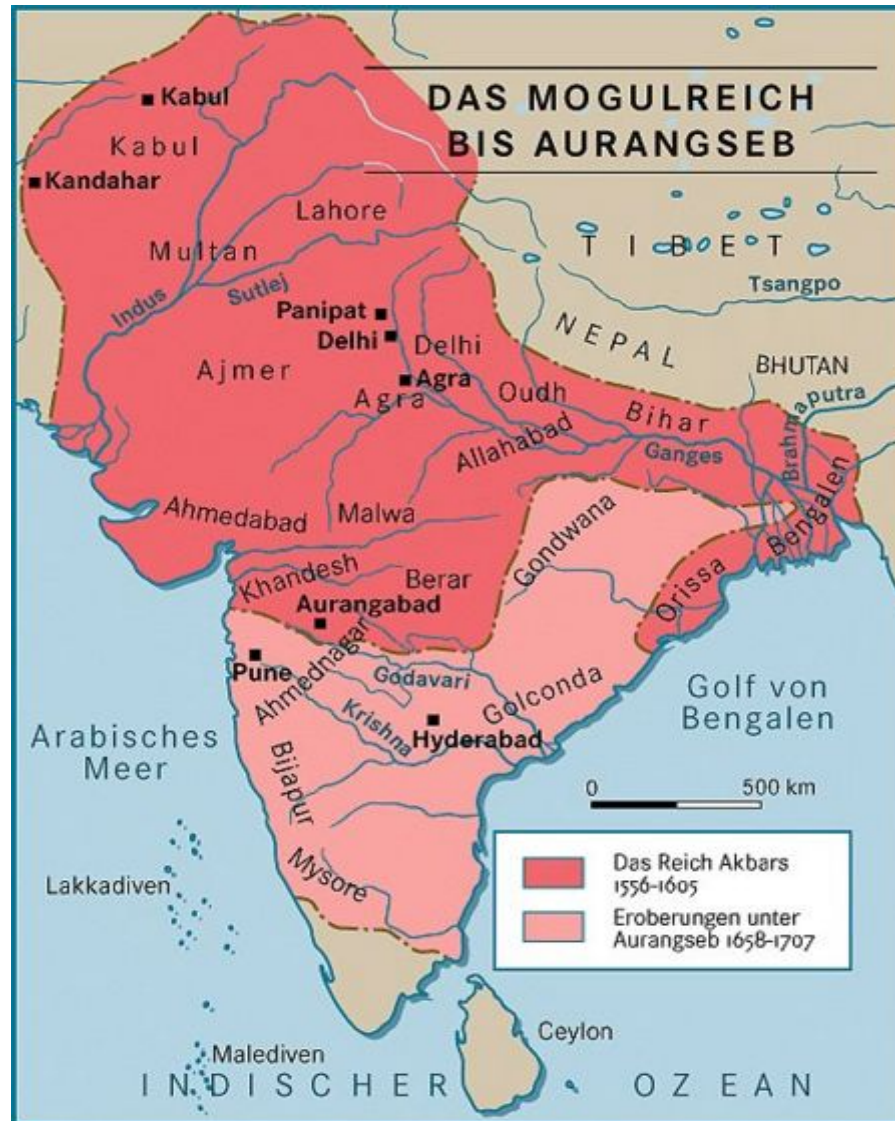 DAS MOGULREICH
BIS AURANGSEB
Kabul
Kabul
Kandahar
Lahore
Multan
Indus
Sutlej
TIBET
Tsangpo
Panipat
Delhi
Delhi
NEPAL
BHUTAN
Ajmer
Agra
Agra
Oudh
Bihar
Brahmaputra
Allahabad
Ganges
Bengalen
Ahmedabad
Malwa
Gondwana
Khandesh
Berar
Orissa
Aurangabad
Pune
Ahmednagar
Godavari
Golconda
Krishna
Hyderabad
Golf von
Bengalen
Arabisches
Meer
Bijapur
0 500 km
Mysore
Das Reich Akbars
1556-1605
Eroberungen unter
Aurangseb 1658-1707
Lakkadiven
Ceylon
Malediven
INDISCHER OZEAN